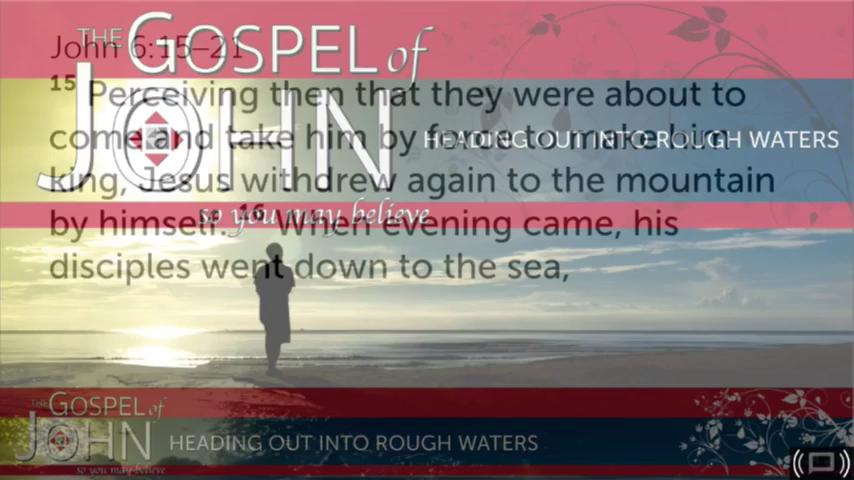 THE GOSPEL of
JOHN
so you may believe
HEADING OUT INTO ROUGH WATERS
John 6:15–21
15 Perceiving then that they were about to
come and take him by force to make him
king, Jesus withdrew again to the mountain
by himself. 16 When evening came, his
disciples went down to the sea,
THE GOSPEL of
JOHN
so you may believe
HEADING OUT INTO ROUGH WATERS